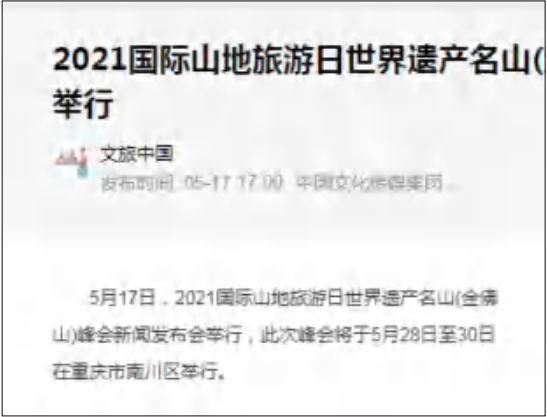 2021国际山地旅游日世界遗产名山(
举行
文旅中国
发布时间 05-17 17:00 中国文化传媒集团
5月17日，2021国际山地旅游日世界遗产名山(金佛
山)峰会新闻发布会举行，此次峰会将于5月28日至30日
在重庆市南川区举行。